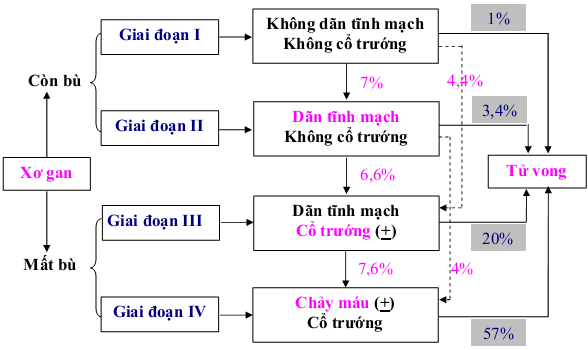 Giai đoạn I
Không dãn tĩnh mạch
Không cổ trướng
1%
Còn bù
7%
4,4%
Giai đoạn II
Dãn tĩnh mạch
Không cổ trướng
3,4%
Xơ gan
6,6%
Tử vong
Giai đoạn III
Dãn tĩnh mạch
Cổ trướng (+)
20%
Mất bù
7,6%
4%
Giai đoạn IV
Chảy máu (+)
Cổ trướng
57%